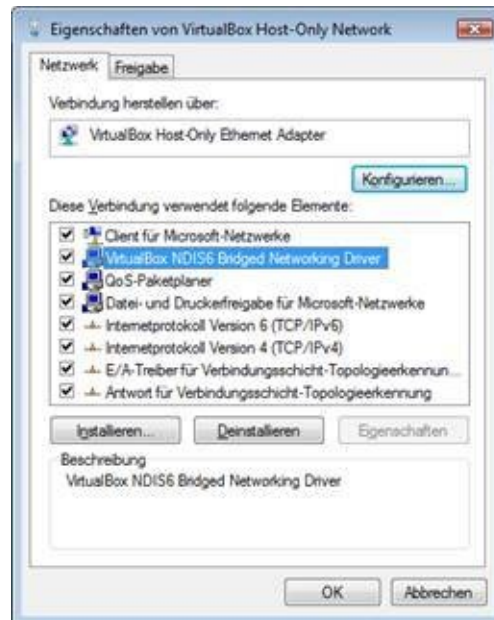 Eigenschaften von VirtualBox Host-Only Network
Netzwerk
Freigabe
Verbindung herstellen über:
VirtualBox Host-Only Ethernet Adapter
Konfigurieren...
Diese Verbindung verwendet folgende Elemente:
Client für Microsoft-Netzwerke
VirtualBox NDIS6 Bridged Networking Driver
QoS-Paketplaner
Datei- und Druckerfreigabe für Microsoft-Netzwerke
Internetprotokoll Version 6 (TCP/IPv6)
Internetprotokoll Version 4 (TCP/IPv4)
E/A-Treiber für Verbindungsschicht-Topologieerkennun...
Antwort für Verbindungsschicht-Topologieerkennung
Installieren...
Deinstallieren
Eigenschaften
Beschreibung
VirtualBox NDIS6 Bridged Networking Driver
OK
Abbrechen